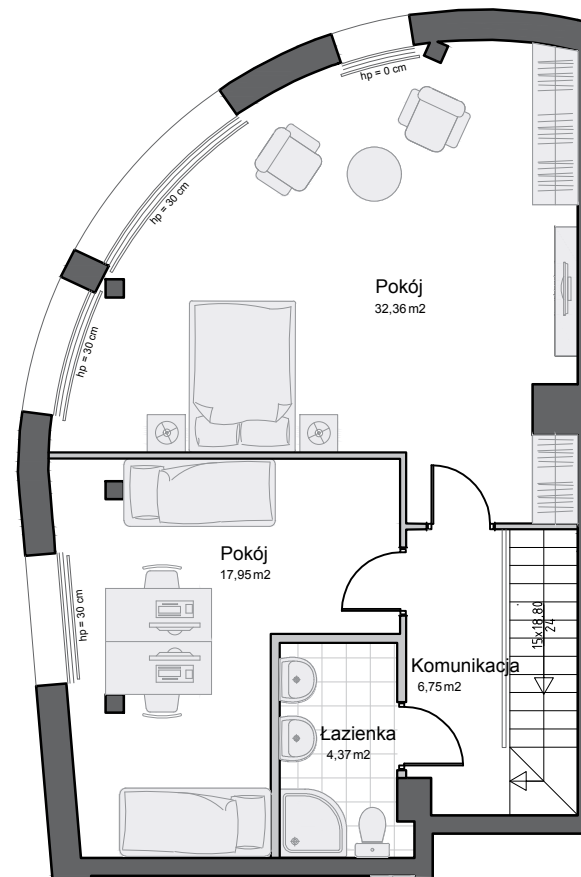 hp = 0 cm
hp = 30 cm
Pokój
32,36 m2
hp = 30 cm
Pokój
17,95 m2
hp = 30 cm
15x18.80
24
Komunikacja
6,75 m2
Łazienka
4,37 m2